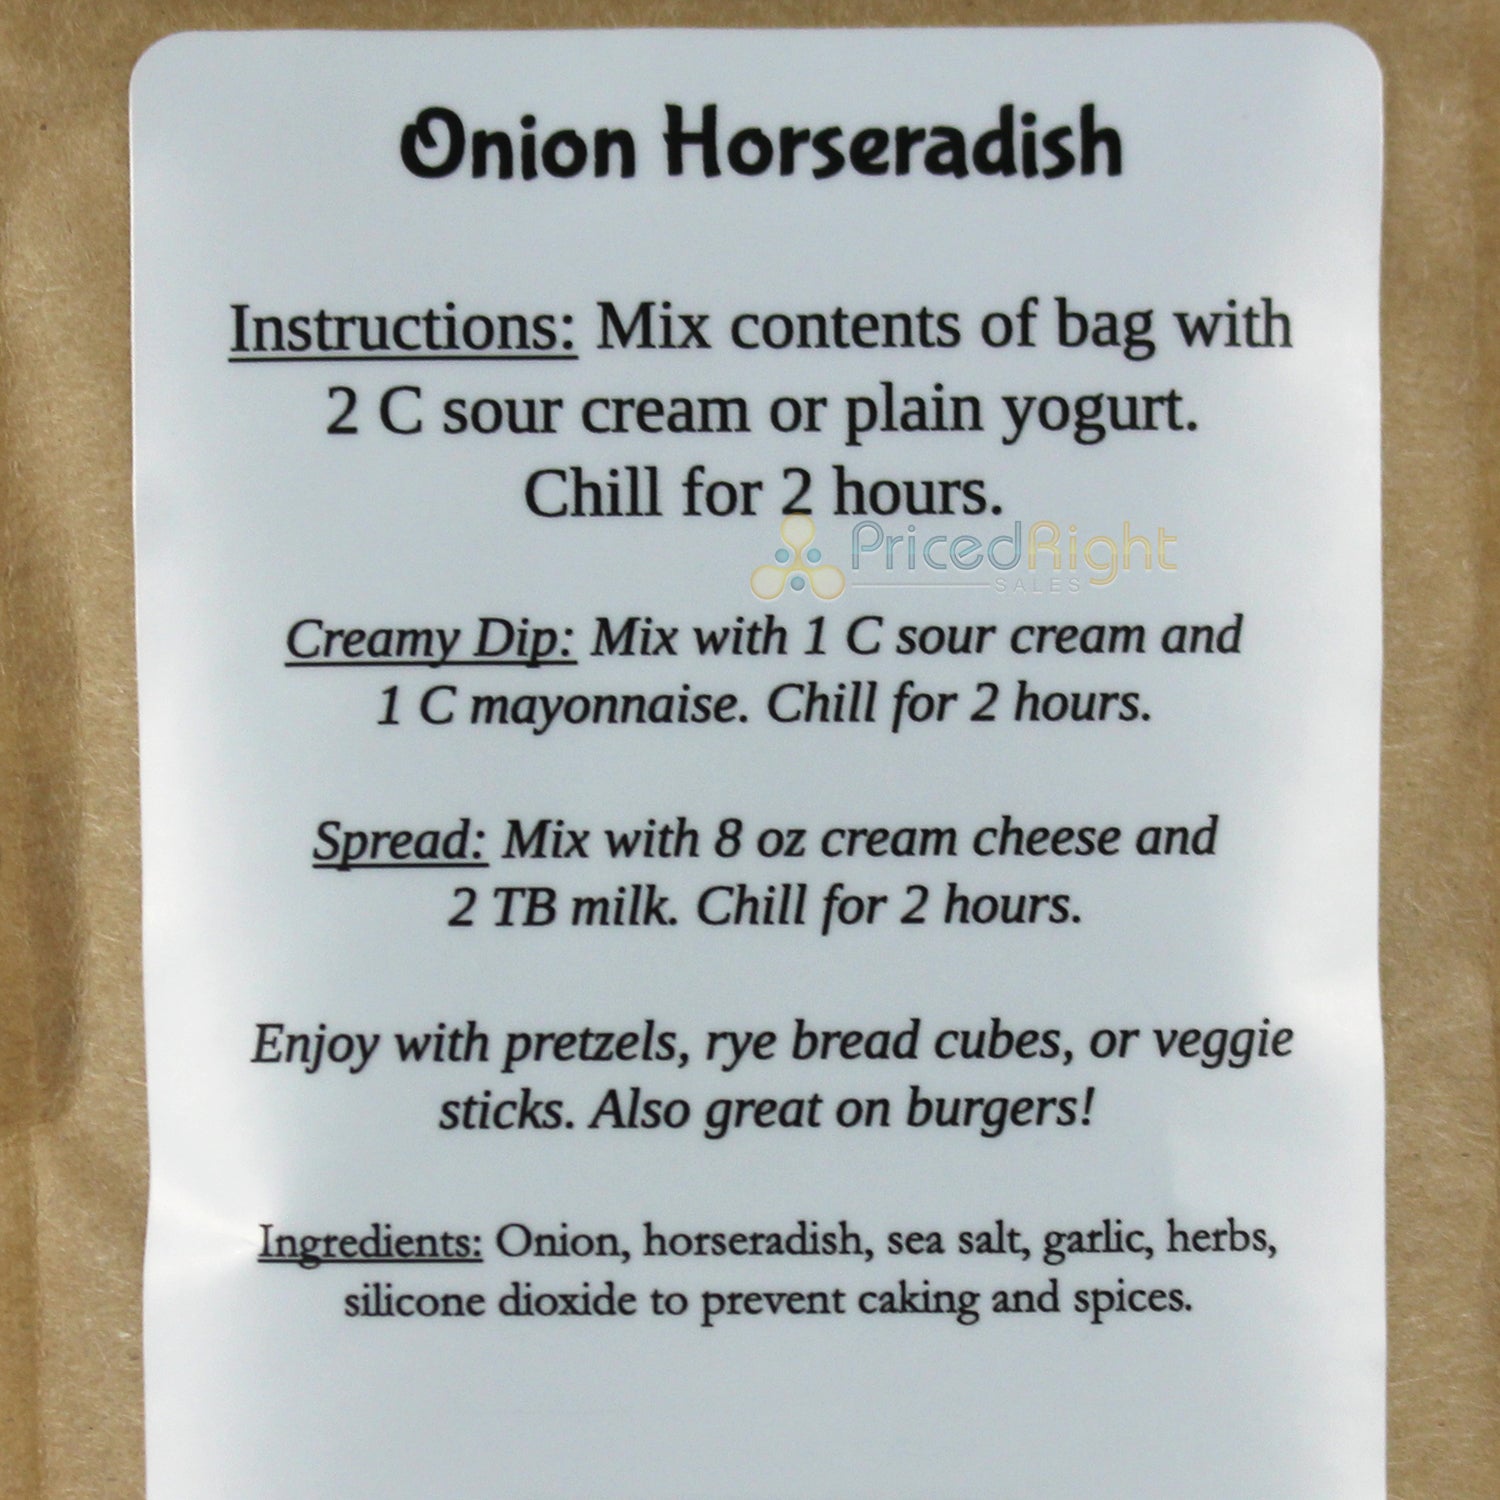 Onion Horseradish
Instructions: Mix contents of bag with
2 C sour cream or plain yogurt.
Chill for 2 hours.
PricedRight
SALES
Creamy Dip: Mix with 1 C sour cream and
1 C mayonnaise. Chill for 2 hours.
Spread: Mix with 8 oz cream cheese and
2 TB milk. Chill for 2 hours.
Enjoy with pretzels, rye bread cubes, or veggie
sticks. Also great on burgers!
Ingredients: Onion, horseradish, sea salt, garlic, herbs,
silicone dioxide to prevent caking and spices.